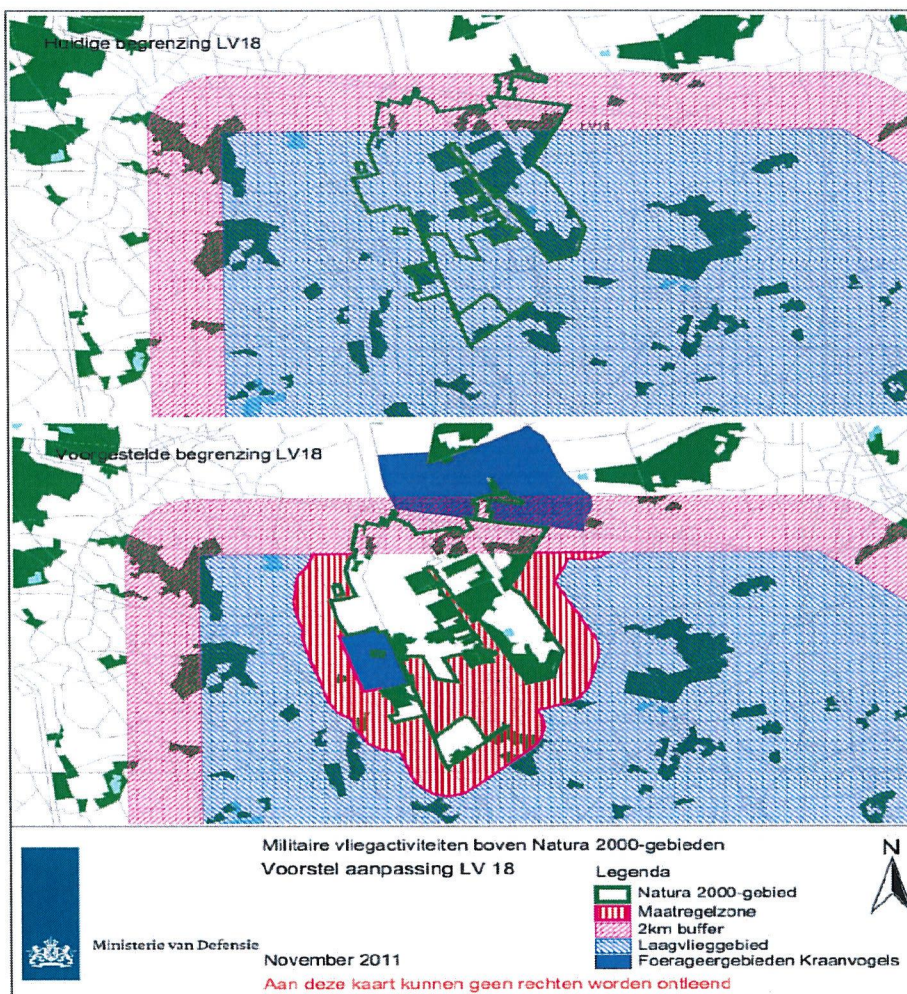 Huidige begrenzing LV18
LV18
Voorgestelde begrenzing LV18
Militaire vliegactiviteiten boven Natura 2000-gebieden
Voorstel aanpassing LV 18
N
Legenda
Natura 2000-gebied
Maatregelzone
2km buffer
Laagvlieggebied
Foerageergebieden Kraanvogels
Ministerie van Defensie
November 2011
Aan deze kaart kunnen geen rechten worden ontleend